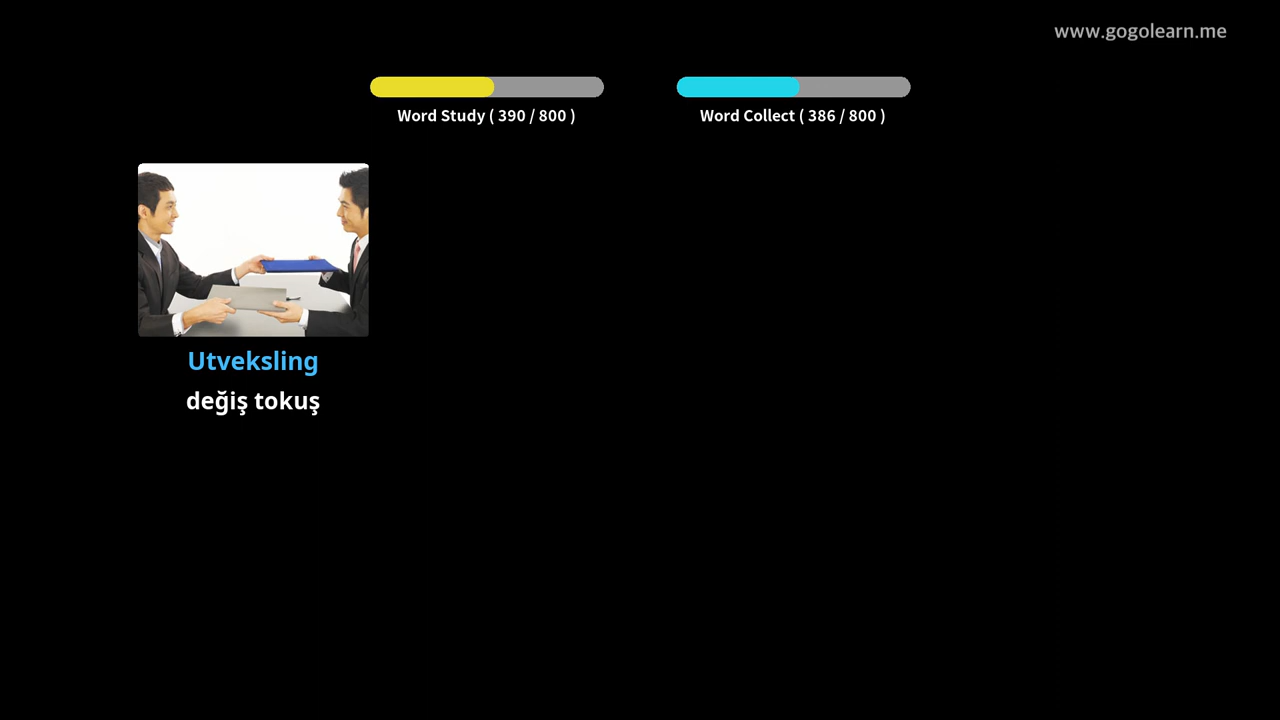 www.gogolearn.me
Word Study ( 390 / 800 )
Word Collect ( 386 / 800 )
Utveksling
değiş tokuş